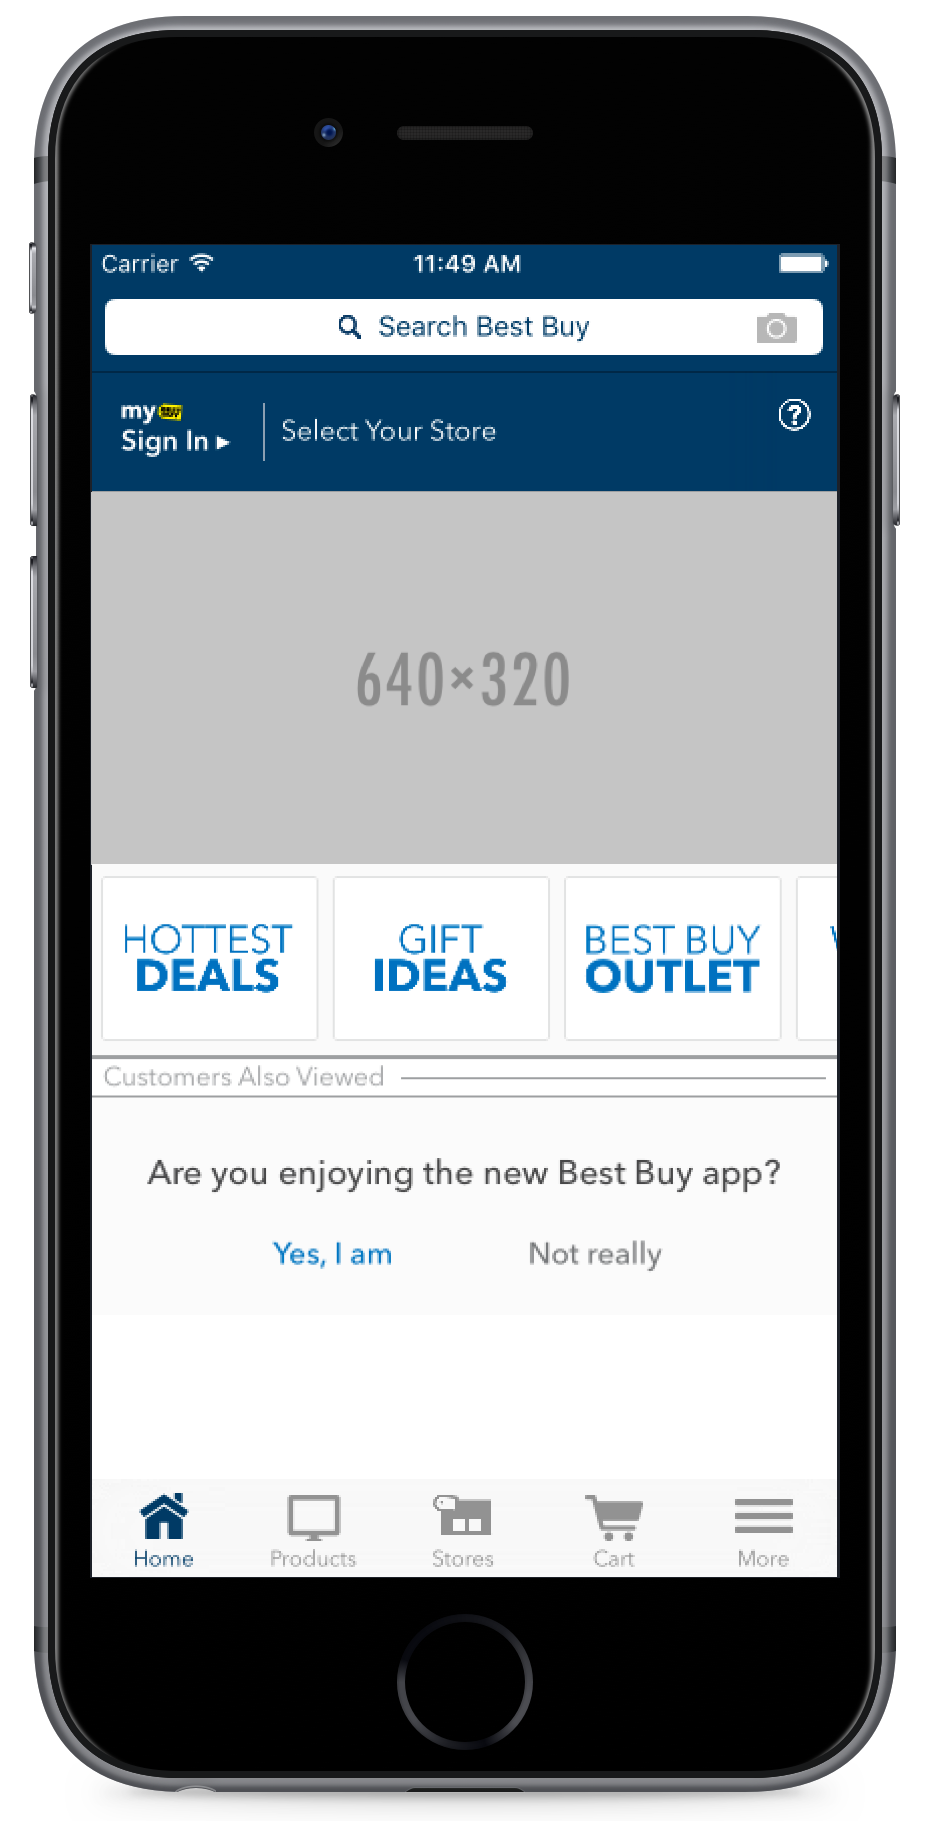 Carrier 11:49 AM
Search Best Buy
my BEST BUY
Sign In ▸
Select Your Store
?
640×320
HOTTEST
DEALS
GIFT
IDEAS
BEST BUY
OUTLET
Customers Also Viewed
Are you enjoying the new Best Buy app?
Yes, I am
Not really
Home Products Stores Cart More